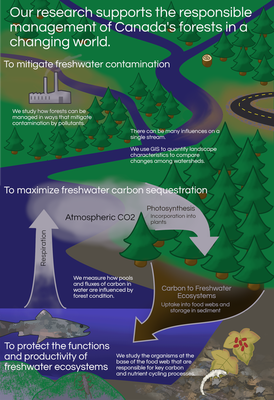 Our research supports the responsible
management of Canada's forests in a
changing world.
To mitigate freshwater contamination
We study how forests can be
managed in ways that mitigate
contamination by pollutants.
There can be many influences on a
single stream.
We use GIS to quantify landscape
characteristics to compare
changes among watersheds.
To maximize freshwater carbon sequestration
Photosynthesis
Incorporation into
plants
Atmospheric CO2
Respiration
We measure how pools
and fluxes of carbon in
water are influenced by
forest condition.
Carbon to Freshwater
Ecosystems
Uptake into food webs and
storage in sediment
To protect the functions
and productivity of
freshwater ecosystems
We study the organisms at the
base of the food web that are
responsible for key carbon
and nutrient cycling processes.